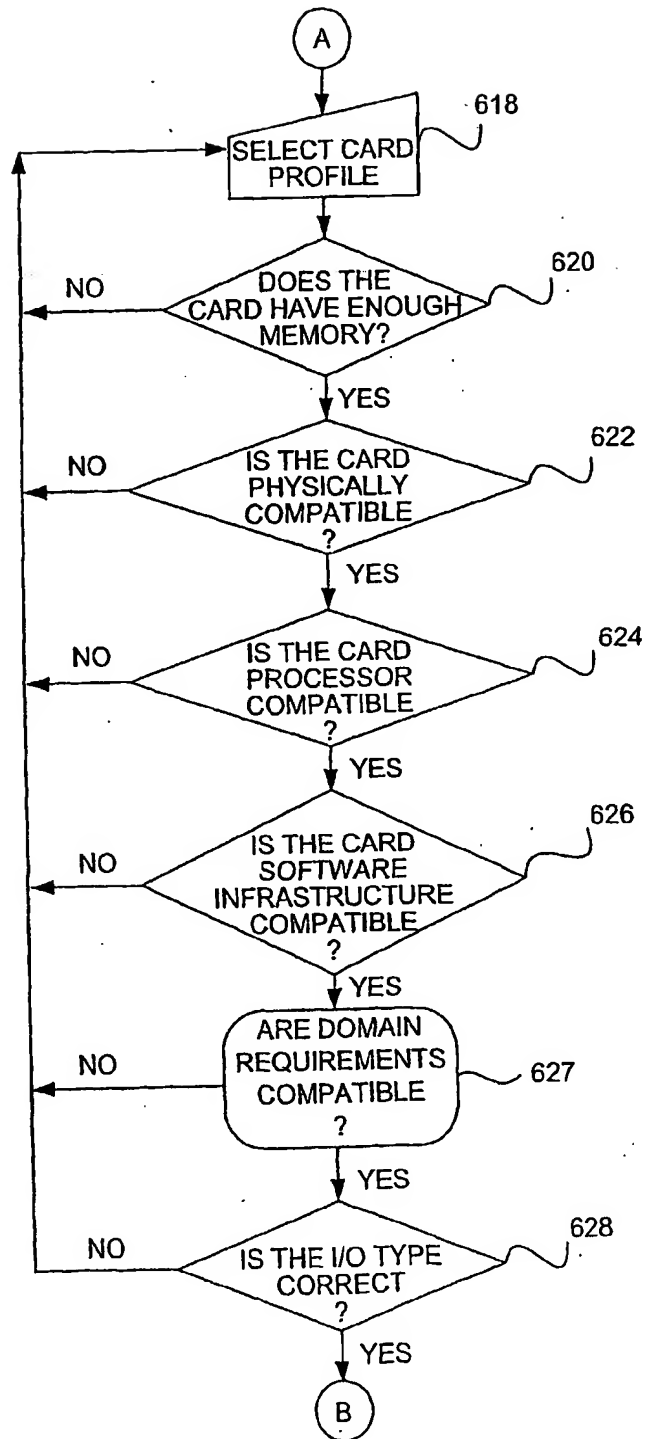 A
618
SELECT CARD
PROFILE
620
NO
DOES THE
CARD HAVE ENOUGH
MEMORY?
YES
622
NO
IS THE CARD
PHYSICALLY
COMPATIBLE
?
YES
624
NO
IS THE CARD
PROCESSOR
COMPATIBLE
?
YES
626
NO
IS THE CARD
SOFTWARE
INFRASTRUCTURE
COMPATIBLE
?
YES
NO
ARE DOMAIN
REQUIREMENTS
COMPATIBLE
?
627
YES
628
NO
IS THE I/O TYPE
CORRECT
?
YES
B